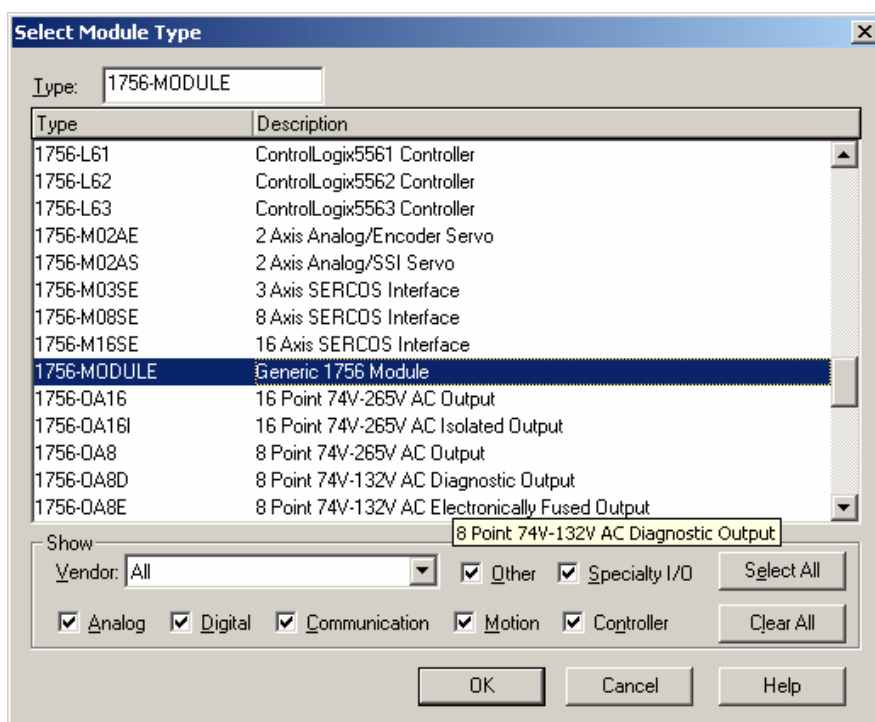 Select Module Type
Type: 1756-MODULE
Type Description
1756-L61 ControlLogix5561 Controller
1756-L62 ControlLogix5562 Controller
1756-L63 ControlLogix5563 Controller
1756-M02AE 2 Axis Analog/Encoder Servo
1756-M02AS 2 Axis Analog/SSI Servo
1756-M03SE 3 Axis SERCOS Interface
1756-M08SE 8 Axis SERCOS Interface
1756-M16SE 16 Axis SERCOS Interface
1756-MODULE Generic 1756 Module
1756-OA16 16 Point 74V-265V AC Output
1756-OA16I 16 Point 74V-265V AC Isolated Output
1756-OA8 8 Point 74V-265V AC Output
1756-OA8D 8 Point 74V-132V AC Diagnostic Output
1756-OA8E 8 Point 74V-132V AC Electronically Fused Output
8 Point 74V-132V AC Diagnostic Output
Show
Vendor: All Other Specialty I/O Select All
Analog Digital Communication Motion Controller Clear All
OK Cancel Help